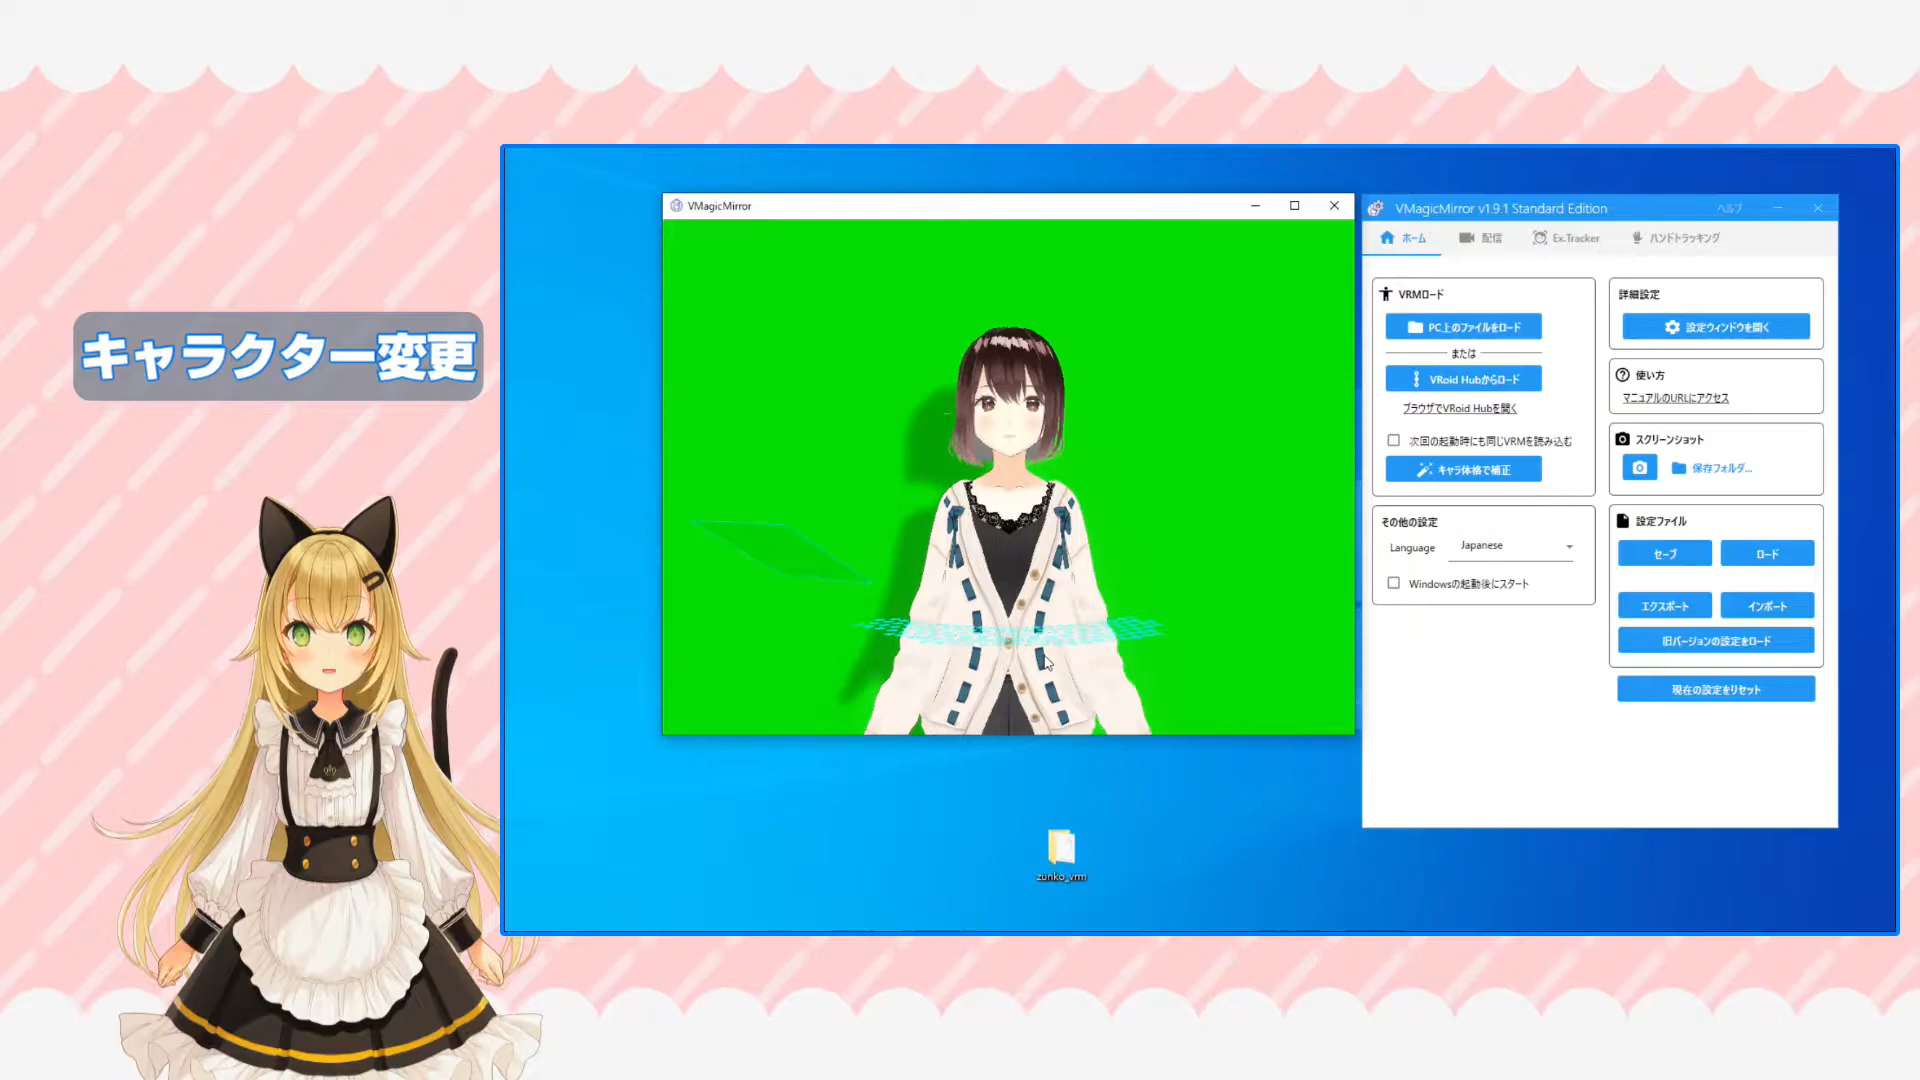 キャラクター変更
VMagicMirror
VMagicMirror v1.9.1 Standard Edition
ヘルプ
ホーム
配信
Ex.Tracker
ハンドトラッキング
VRMロード
PC上のファイルをロード
または
VRoid Hubからロード
ブラウザでVRoid Hubを開く
次回の起動時にも同じVRMを読み込む
キャラ体格で補正
その他の設定
Language
Japanese
Windowsの起動後にスタート
詳細設定
設定ウィンドウを開く
使い方
マニュアルのURLにアクセス
スクリーンショット
保存フォルダ...
設定ファイル
セーブ
ロード
エクスポート
インポート
旧バージョンの設定をロード
現在の設定をリセット
zunko_vrm